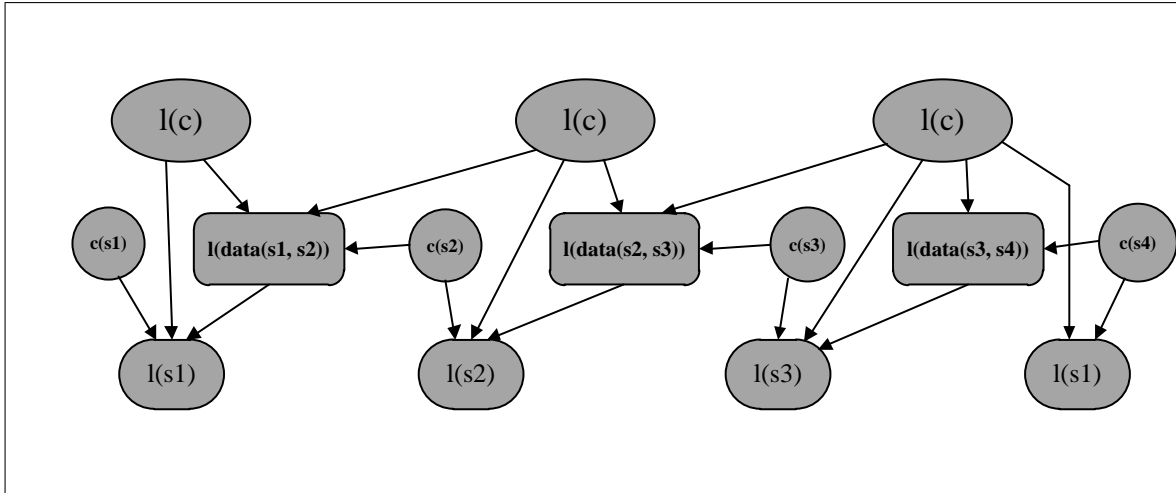 l(c)
l(c)
l(c)
c(s1)
l(data(s1, s2))
c(s2)
l(data(s2, s3))
c(s3)
l(data(s3, s4))
c(s4)
l(s1)
l(s2)
l(s3)
l(s1)